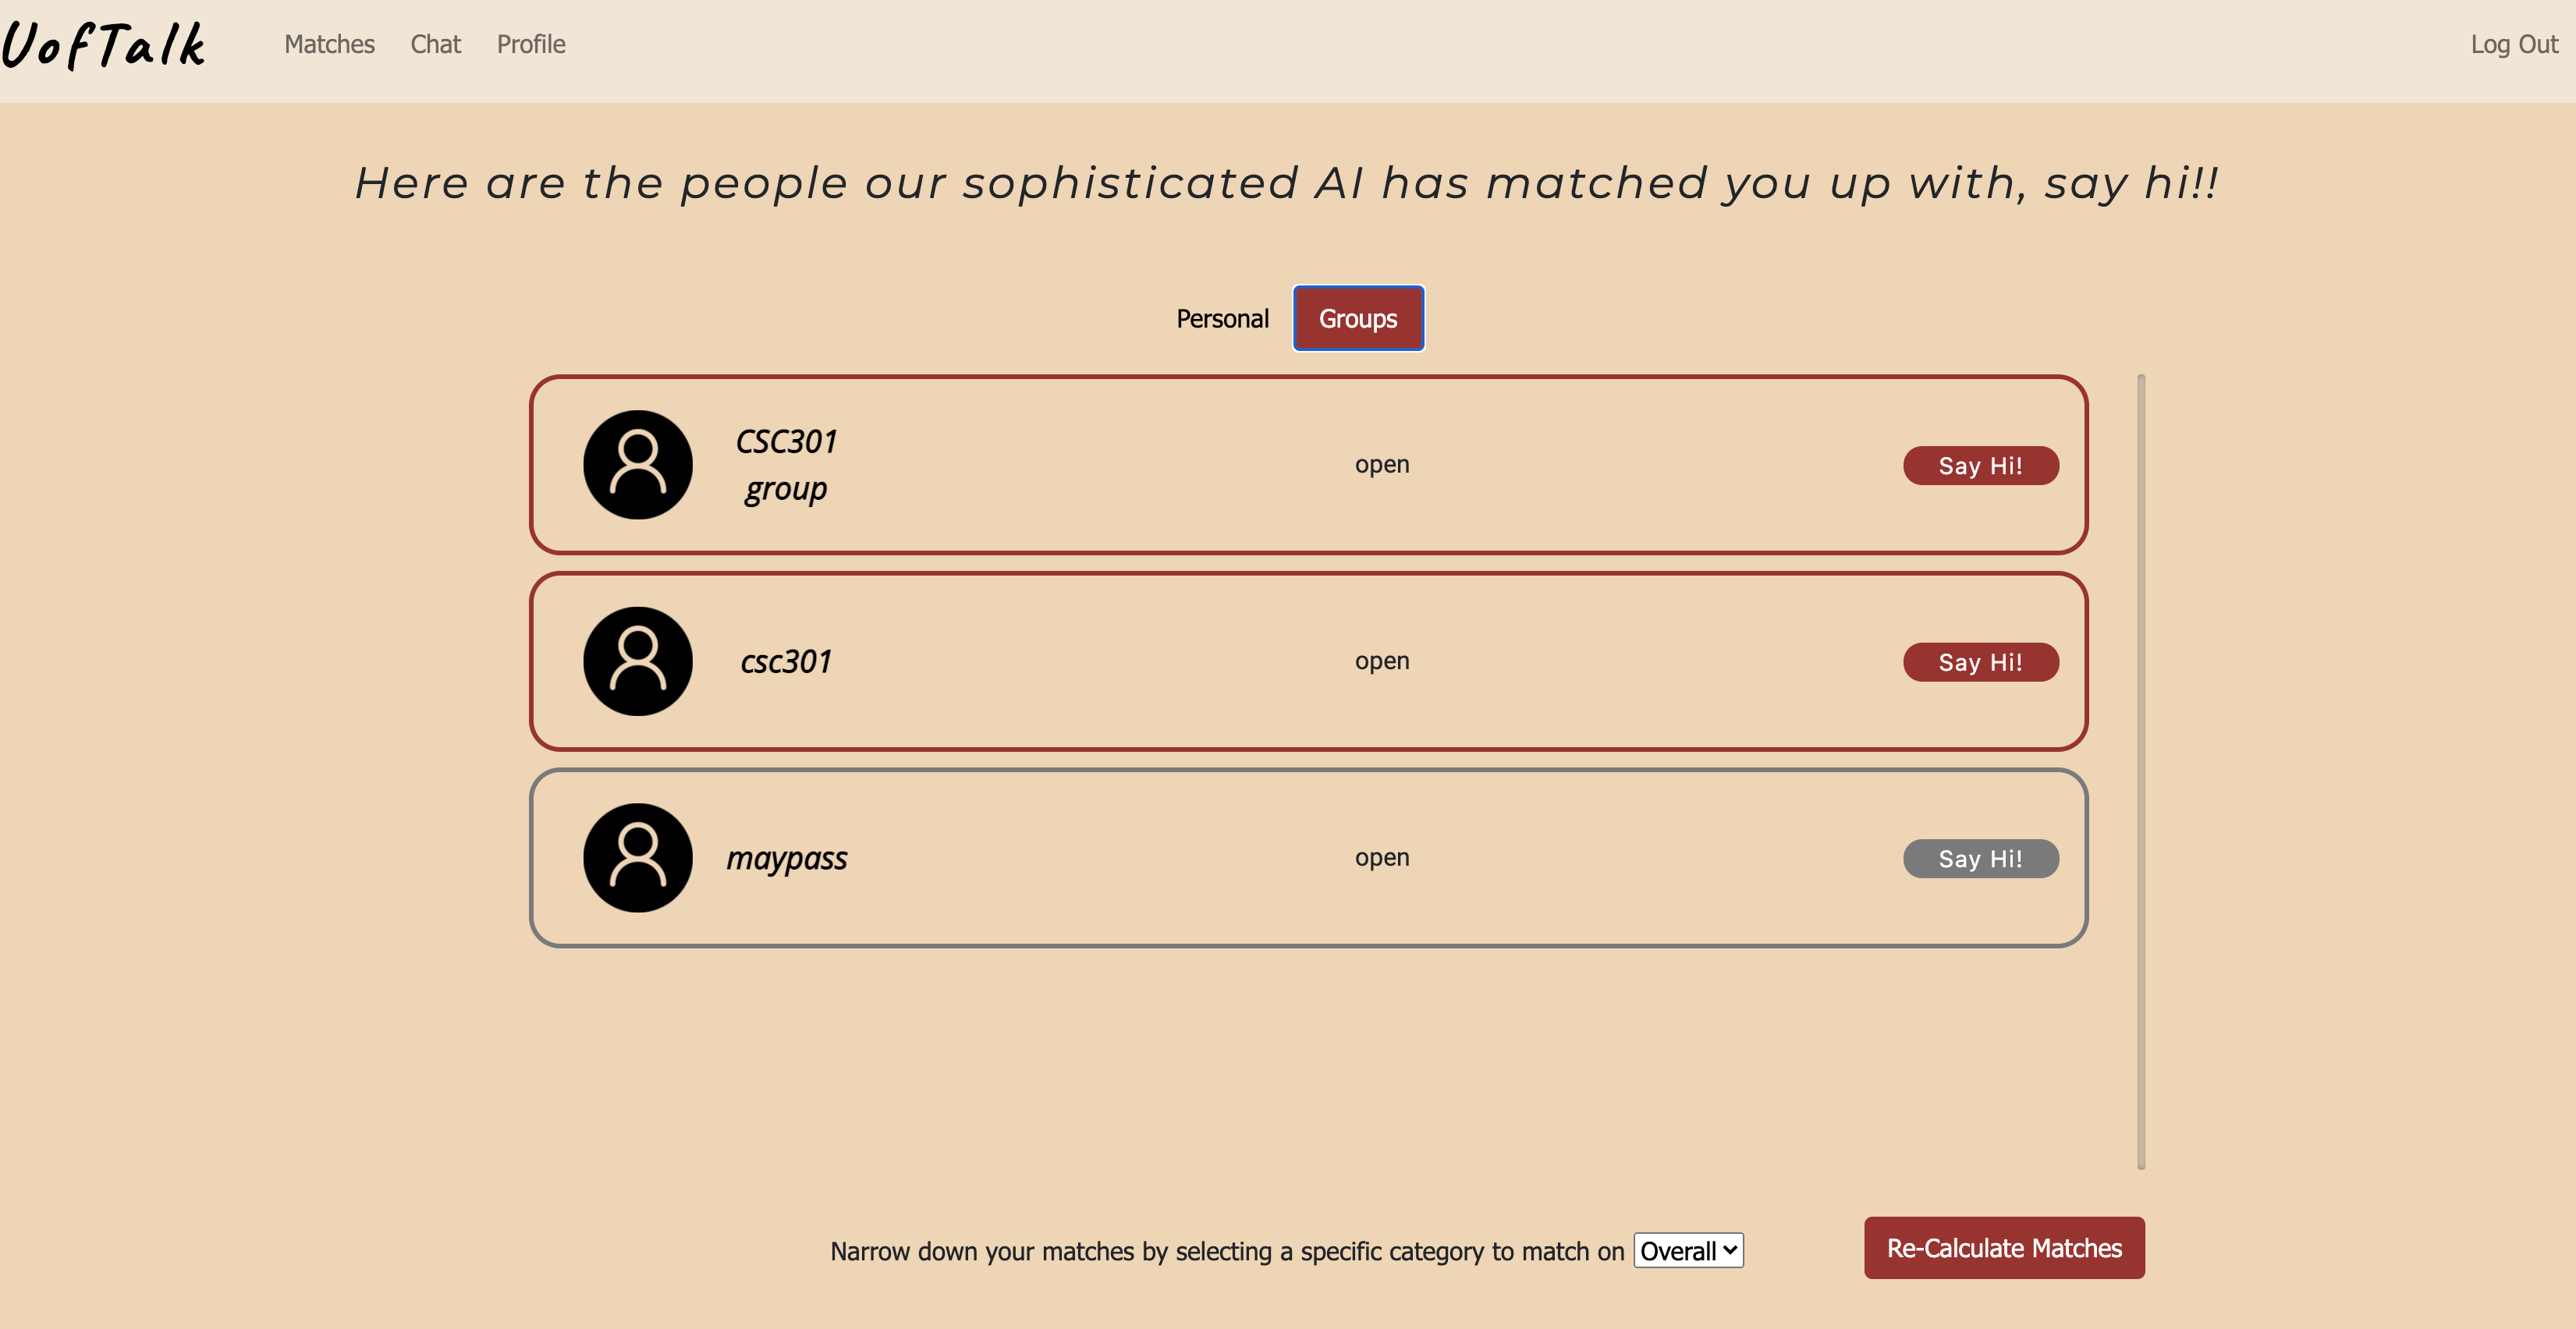 UofTalk Matches Chat Profile Log Out
Here are the people our sophisticated AI has matched you up with, say hi!!
Personal Groups
CSC301
group
open
Say Hi!
csc301
open
Say Hi!
maypass
open
Say Hi!
Narrow down your matches by selecting a specific category to match on Overall
Re-Calculate Matches